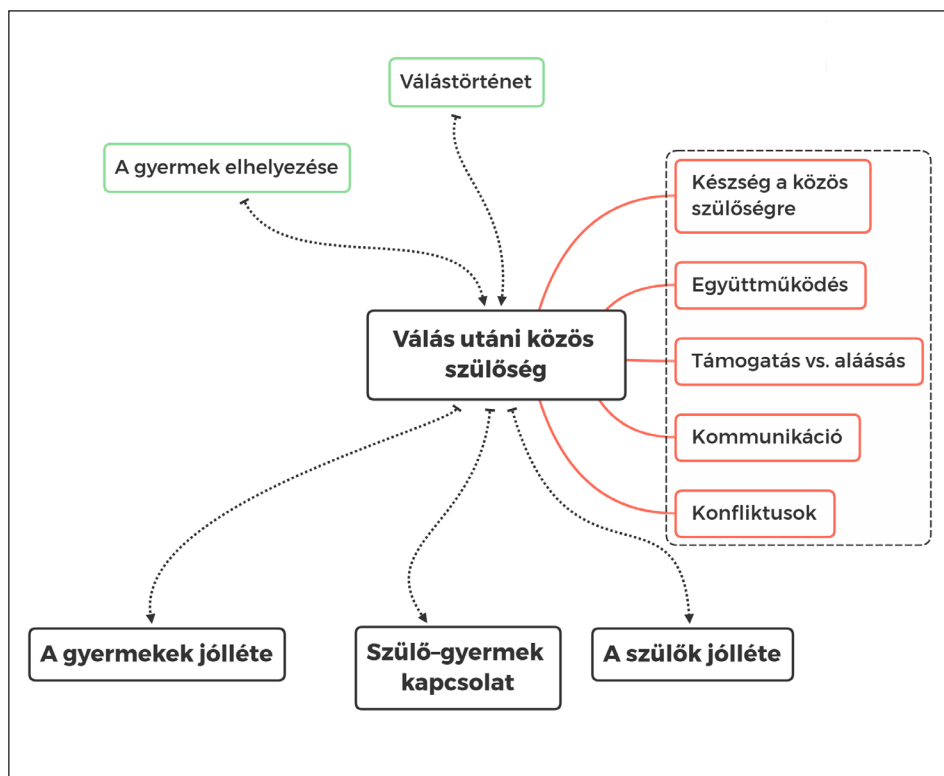 Válástörténet
A gyermek elhelyezése
Készség a közös
szülőségre
Együttműködés
Válás utáni közös
szülőség
Támogatás vs. aláásás
Kommunikáció
Konfliktusok
A gyermekek jólléte
Szülő–gyermek
kapcsolat
A szülők jólléte